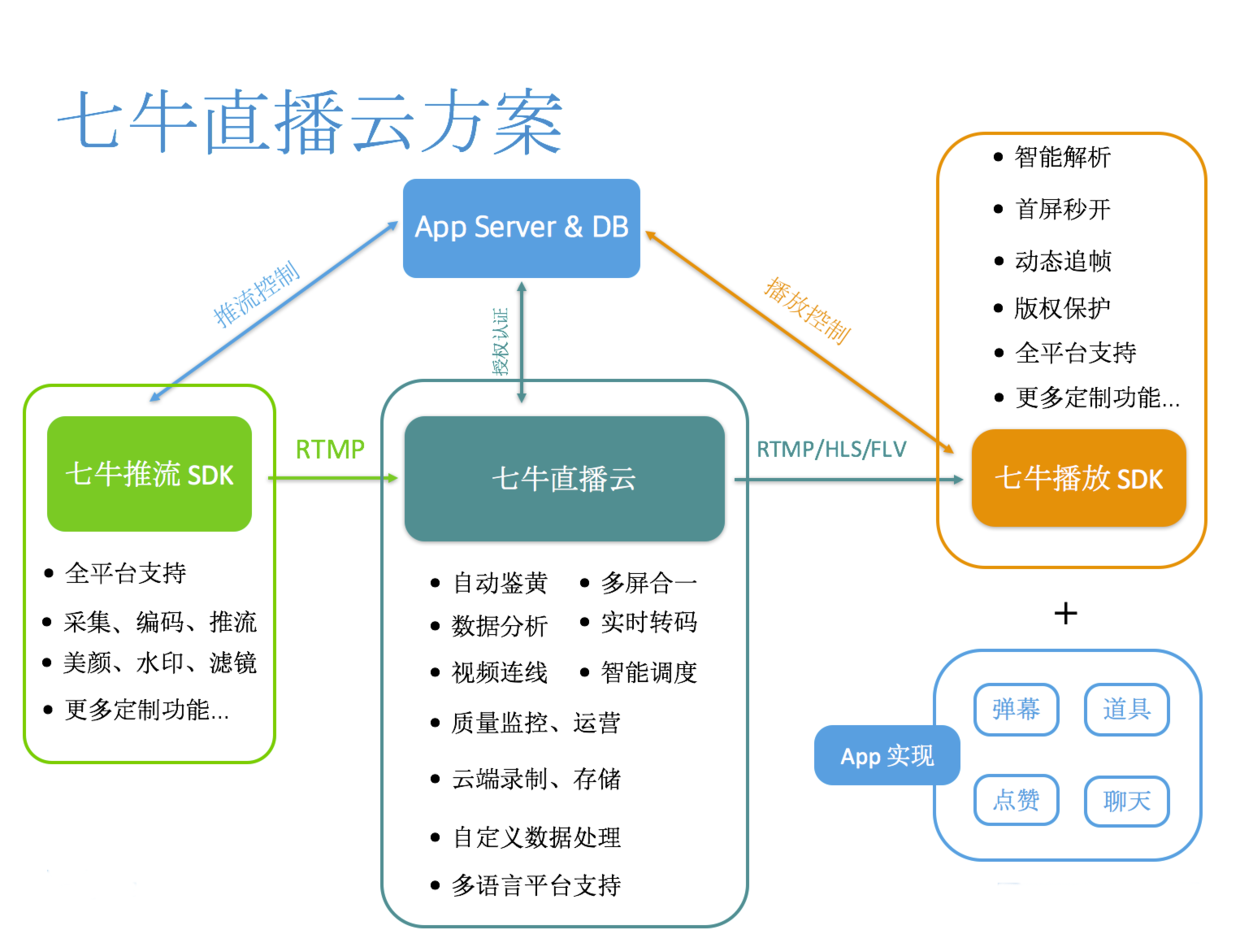 七牛直播云方案
App Server & DB
推流控制
授权认证
播放控制
七牛推流 SDK
• 全平台支持
• 采集、编码、推流
• 美颜、水印、滤镜
• 更多定制功能...
RTMP
七牛直播云
• 自动鉴黄
• 多屏合一
• 数据分析
• 实时转码
• 视频连线
• 智能调度
• 质量监控、运营
• 云端录制、存储
• 自定义数据处理
• 多语言平台支持
RTMP/HLS/FLV
• 智能解析
• 首屏秒开
• 动态追帧
• 版权保护
• 全平台支持
• 更多定制功能...
七牛播放 SDK
+
App 实现
弹幕
道具
点赞
聊天